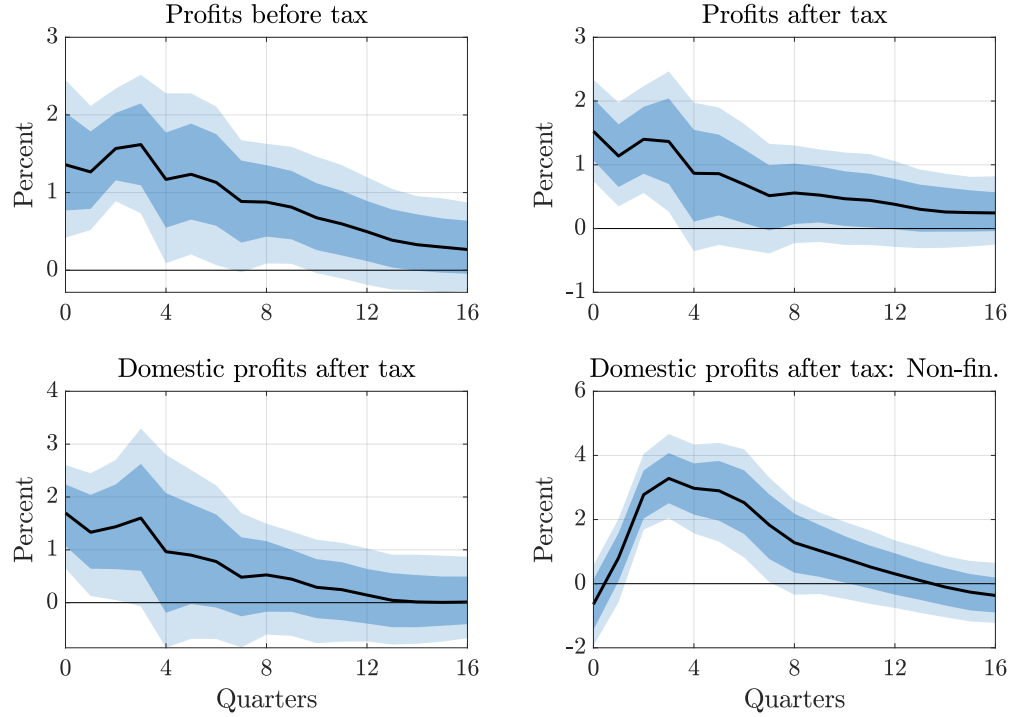 Profits before tax
3
2
1
0
Percent
0 4 8 12 16
Profits after tax
3
2
1
0
-1
Percent
0 4 8 12 16
Domestic profits after tax
4
3
2
1
0
Percent
0 4 8 12 16
Quarters
Domestic profits after tax: Non-fin.
6
4
2
0
-2
Percent
0 4 8 12 16
Quarters